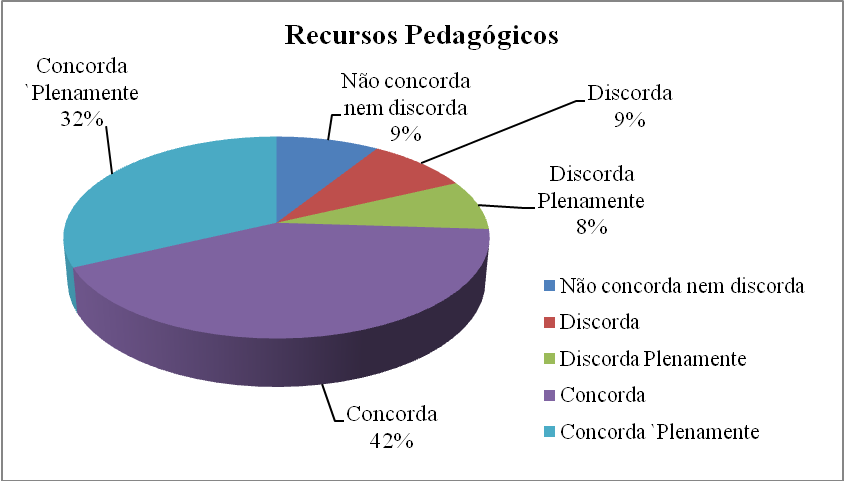 Recursos Pedagógicos
Concorda
`Plenamente
32%
Não concorda
nem discorda
9%
Discorda
9%
Discorda
Plenamente
8%
Concorda
42%
Não concorda nem discorda
Discorda
Discorda Plenamente
Concorda
Concorda `Plenamente